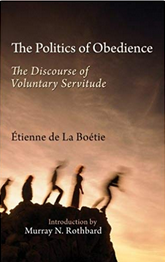 The Politics of Obedience
The Discourse of
Voluntary Servitude
Étienne de La Boétie
Introduction by
Murray N. Rothbard